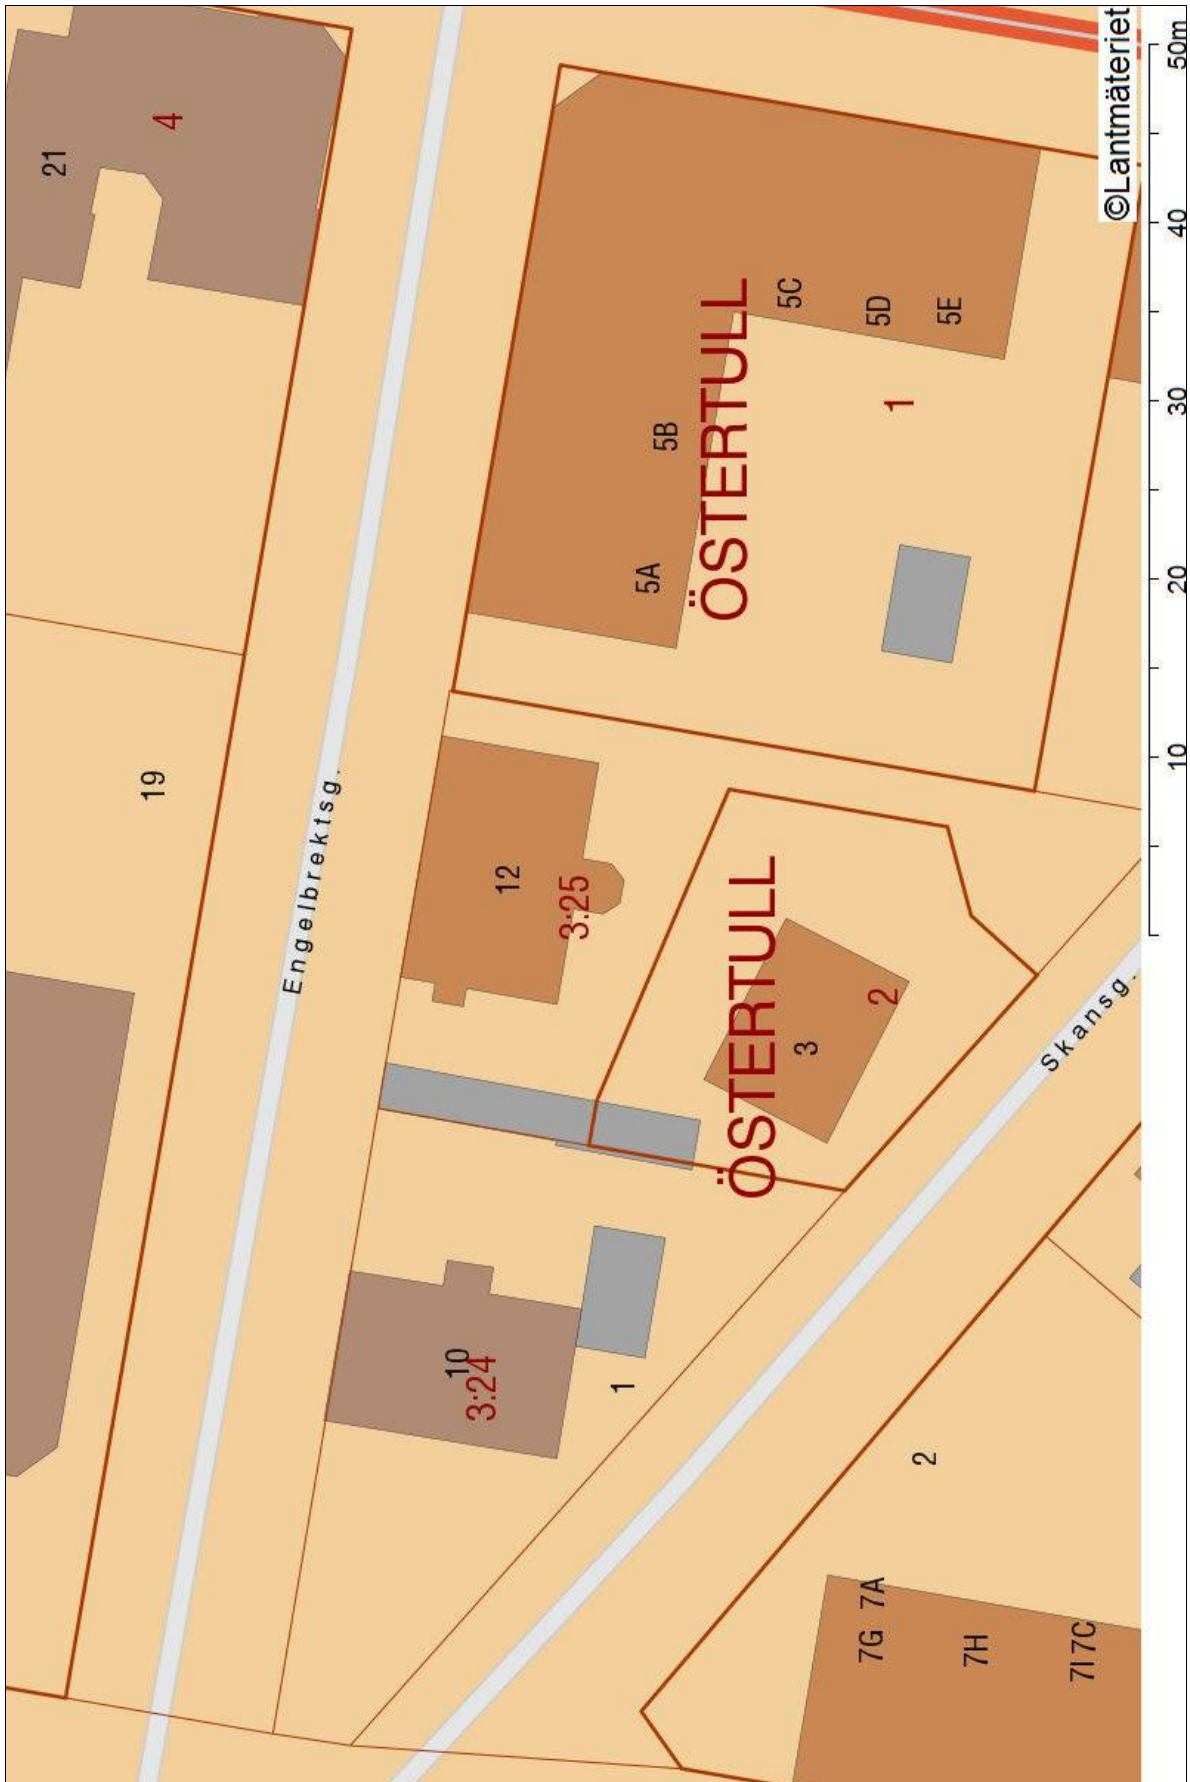 21
4
19
Engelbrektsg.
5A
5B
5C
5D
5E
ÖSTERTULL
1
12
3:25
ÖSTERTULL
3
2
10
3:24
1
Skansg.
2
7G 7A
7H
7I 7C
10 20 30 40 50m
©Lantmäteriet